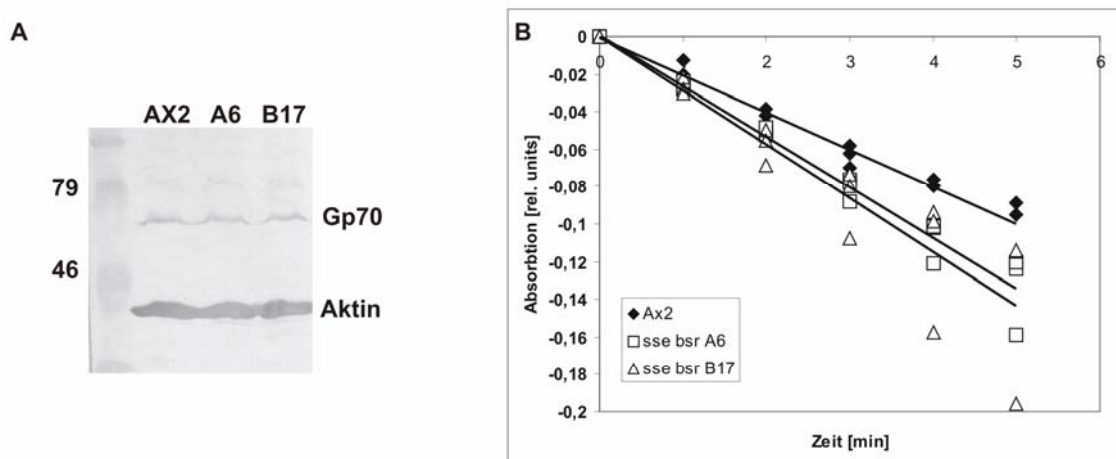 A
AX2 A6 B17
79
46
Gp70
Aktin
B
0
-0,02
-0,04
-0,06
-0,08
-0,1
-0,12
-0,14
-0,16
-0,18
-0,2
0 1 2 3 4 5 6
Absorbtion [rel. units]
Zeit [min]
Ax2
sse bsr A6
sse bsr B17